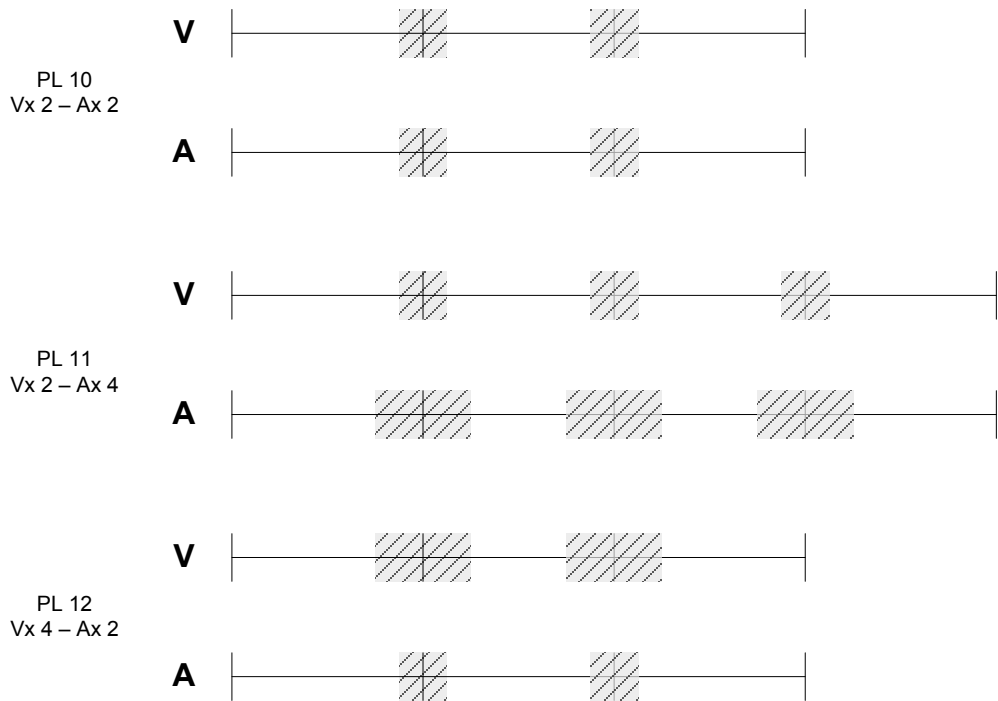 V
PL 10
Vx 2 – Ax 2
A
V
PL 11
Vx 2 – Ax 4
A
V
PL 12
Vx 4 – Ax 2
A